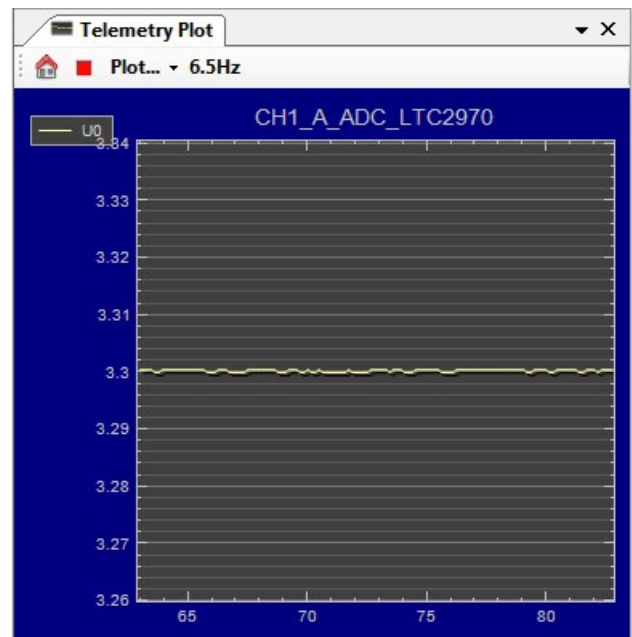 Telemetry Plot
Plot... 6.5Hz
CH1_A_ADC_LTC2970
U0
3.34
3.33
3.32
3.31
3.3
3.29
3.28
3.27
3.26
65 70 75 80